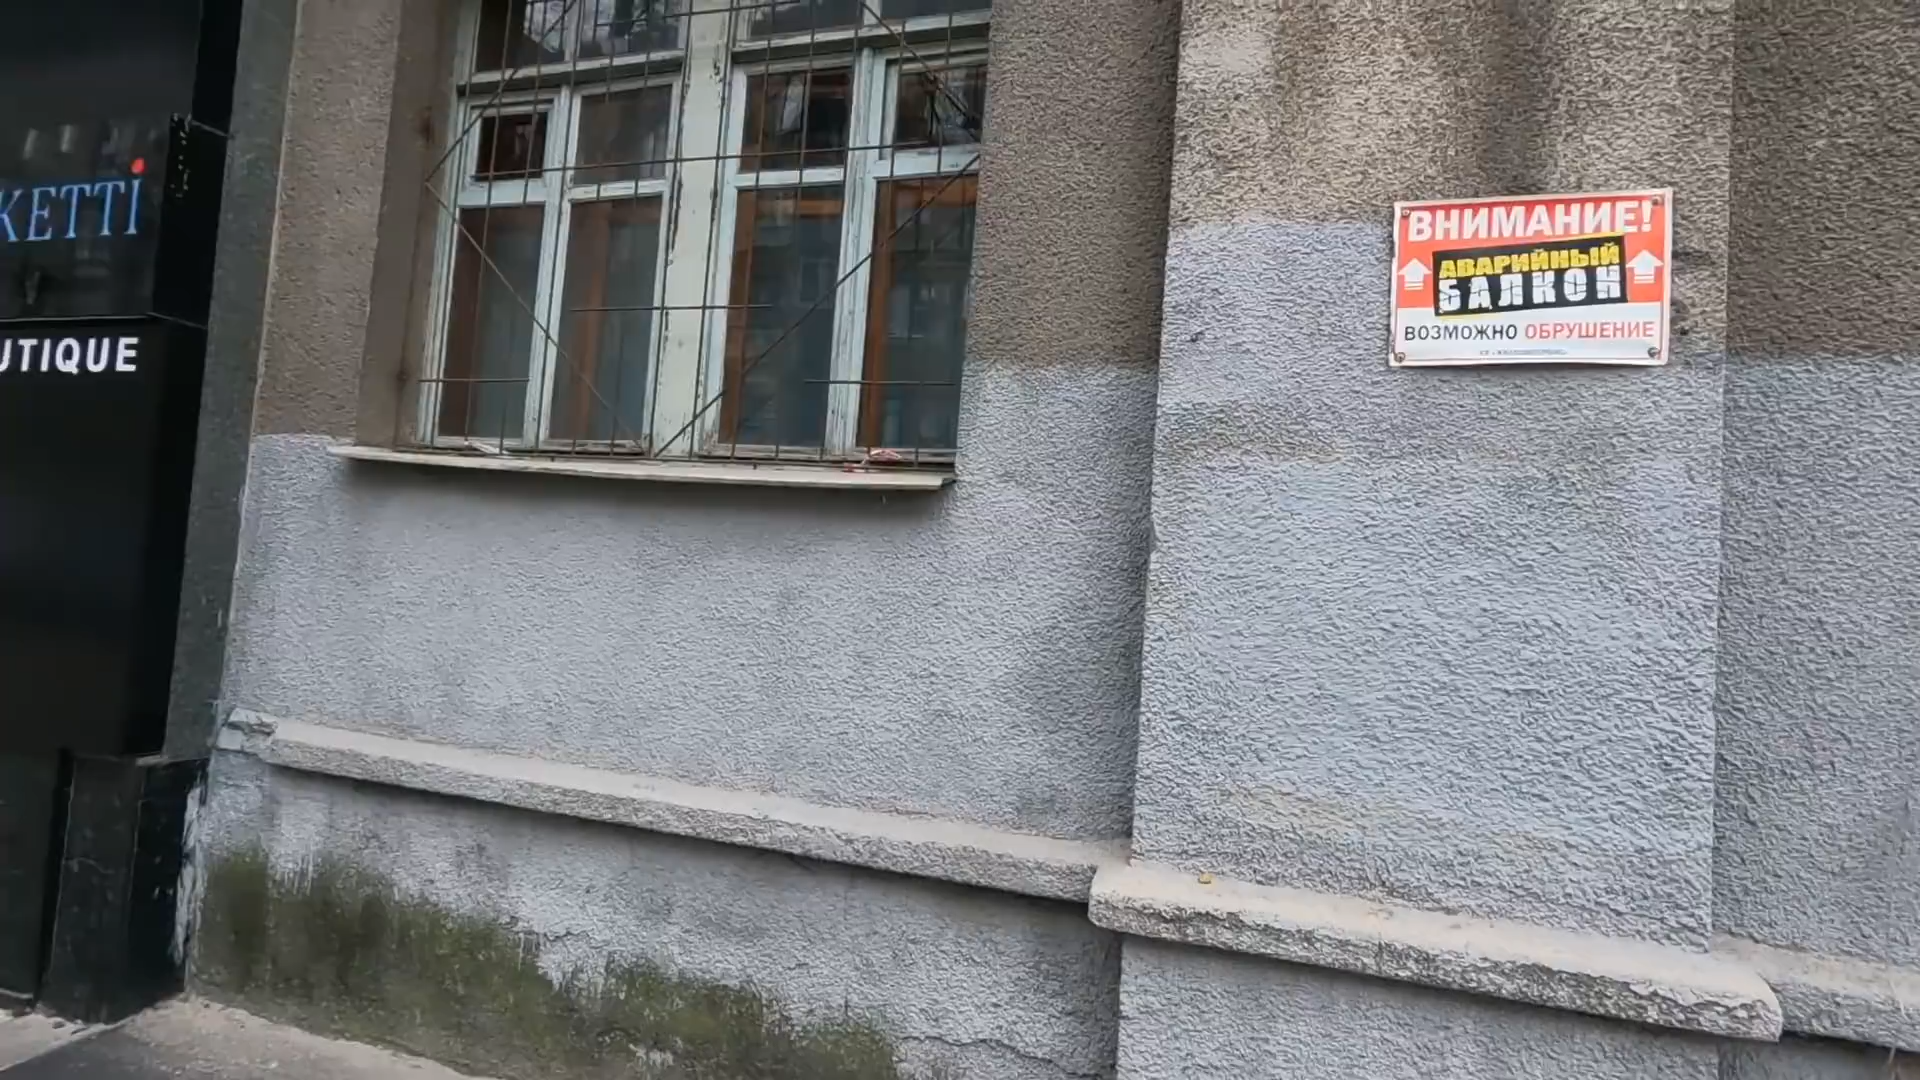 KETTI
UTIQUE
ВНИМАНИЕ!
АВАРИЙНЫЙ
БАЛКОН
ВОЗМОЖНО ОБРУШЕНИЕ